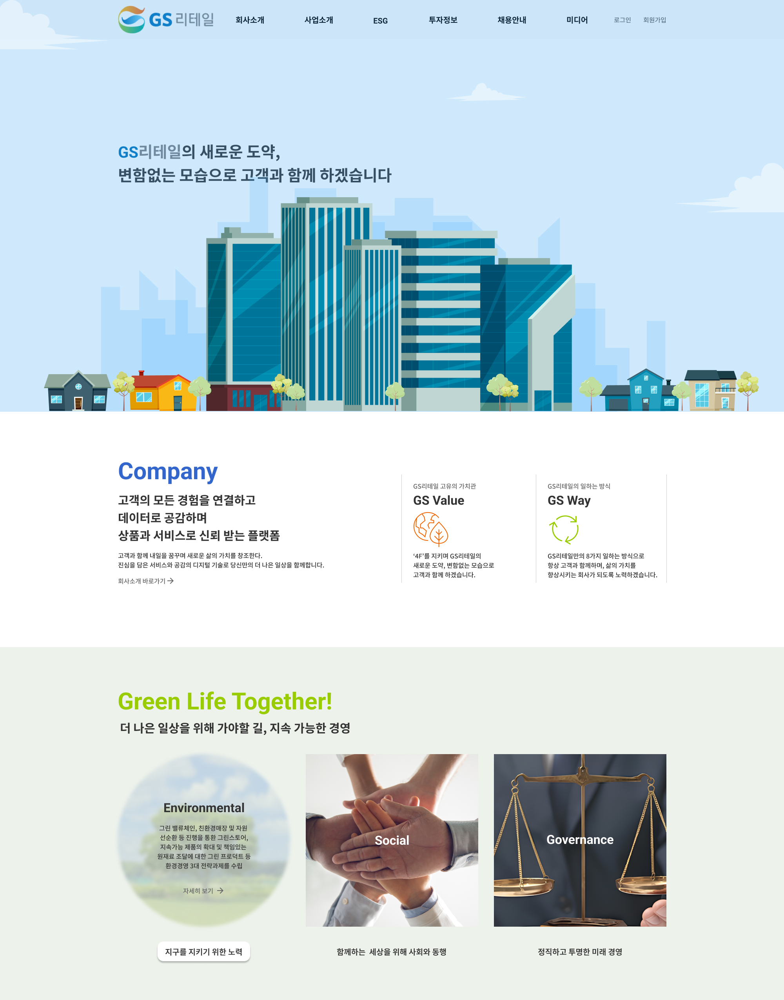 GS 리테일
회사소개
사업소개
ESG
투자정보
채용안내
미디어
로그인
회원가입
GS리테일의 새로운 도약,
변함없는 모습으로 고객과 함께 하겠습니다
Company
고객의 모든 경험을 연결하고
데이터로 공감하며
상품과 서비스로 신뢰 받는 플랫폼
고객과 함께 내일을 꿈꾸며 새로운 삶의 가치를 창조한다.
진심을 담은 서비스와 공감의 디지털 기술로 당신만의 더 나은 일상을 함께합니다.
회사소개 바로가기
GS리테일 고유의 가치관
GS Value
‘4F’를 지키며 GS리테일의
새로운 도약, 변함없는 모습으로
고객과 함께 하겠습니다.
GS리테일의 일하는 방식
GS Way
GS리테일만의 8가지 일하는 방식으로
항상 고객과 함께하며, 삶의 가치를
향상시키는 회사가 되도록 노력하겠습니다.
Green Life Together!
더 나은 일상을 위해 가야할 길, 지속 가능한 경영
Environmental
그린 밸류체인, 친환경매장 및 자원
선순환 등 진행을 통환 그린스토어,
지속가능 제품의 확대 및 책임있는
원재료 조달에 대한 그린 프로덕트 등
환경경영 3대 전략과제를 수립
자세히 보기
지구를 지키기 위한 노력
Social
함께하는 세상을 위해 사회와 동행
Governance
정직하고 투명한 미래 경영